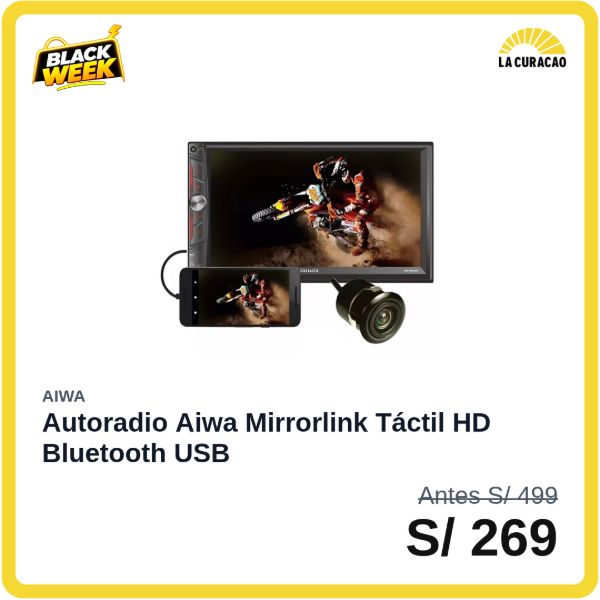 BLACK
WEEK
LA CURACAO
AIWA
Autoradio Aiwa Mirrorlink Táctil HD
Bluetooth USB
Antes S/ 499
S/ 269